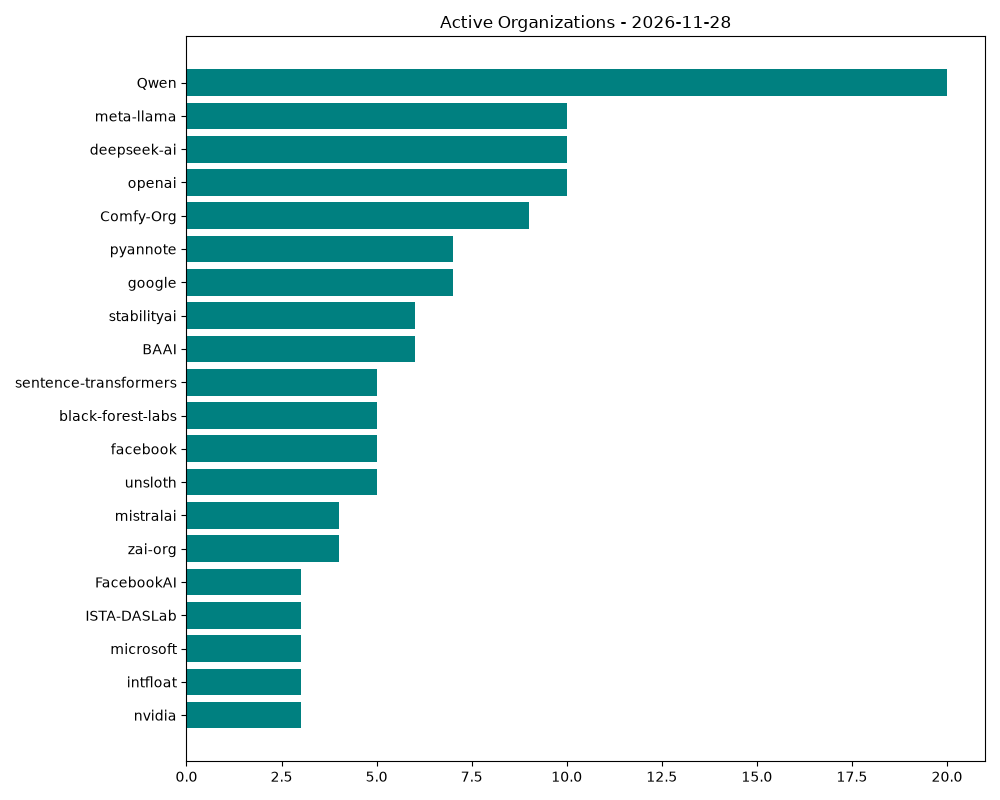 Active Organizations - 2026-11-28
Qwen
meta-llama
deepseek-ai
openai
Comfy-Org
pyannote
google
stabilityai
BAAI
sentence-transformers
black-forest-labs
facebook
unsloth
mistralai
zai-org
FacebookAI
ISTA-DASLab
microsoft
intfloat
nvidia
0.0 2.5 5.0 7.5 10.0 12.5 15.0 17.5 20.0